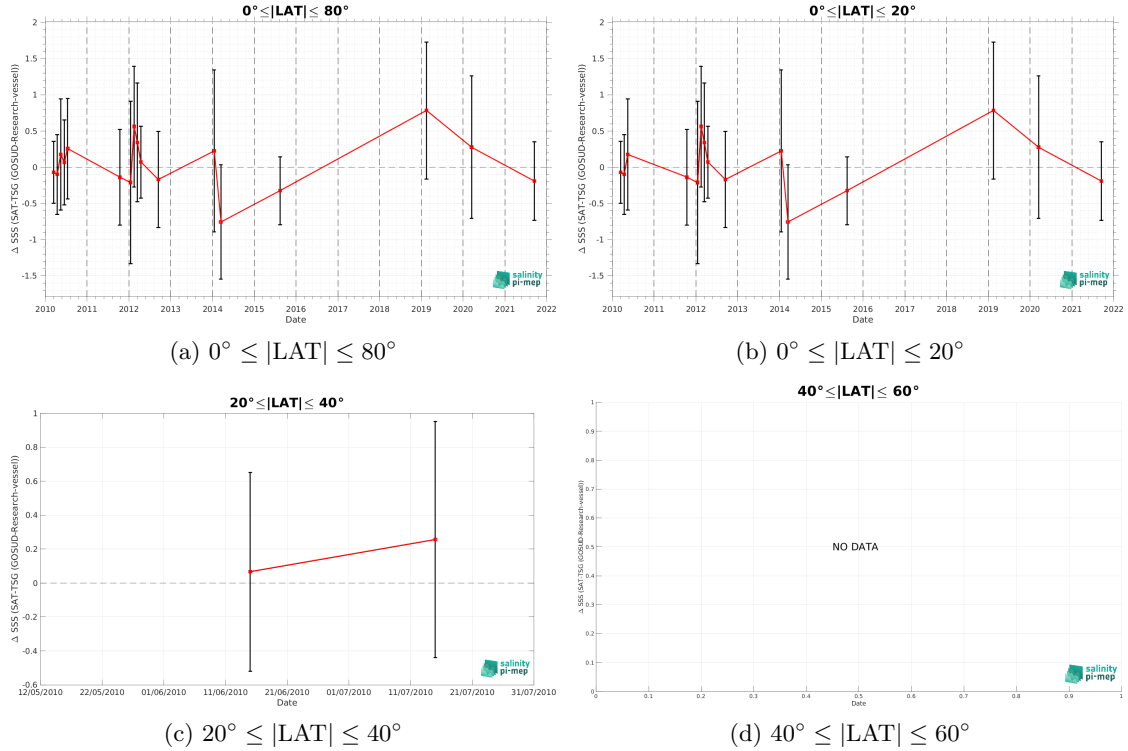 0°≤|LAT|≤ 80°
Δ SSS (SAT-TSG (GOSUD-Research-vessel))
2
1.5
1
0.5
0
-0.5
-1
-1.5
2010 2011 2012 2013 2014 2015 2016 2017 2018 2019 2020 2021 2022
Date
salinity
pi-mep
(a) 0° ≤ |LAT| ≤ 80°
0°≤|LAT|≤ 20°
Δ SSS (SAT-TSG (GOSUD-Research-vessel))
2
1.5
1
0.5
0
-0.5
-1
-1.5
2010 2011 2012 2013 2014 2015 2016 2017 2018 2019 2020 2021 2022
Date
salinity
pi-mep
(b) 0° ≤ |LAT| ≤ 20°
20°≤|LAT|≤ 40°
Δ SSS (SAT-TSG (GOSUD-Research-vessel))
1
0.8
0.6
0.4
0.2
0
-0.2
-0.4
-0.6
12/05/2010 22/05/2010 01/06/2010 11/06/2010 21/06/2010 01/07/2010 11/07/2010 21/07/2010 31/07/2010
Date
salinity
pi-mep
(c) 20° ≤ |LAT| ≤ 40°
40°≤|LAT|≤ 60°
Δ SSS (SAT-TSG (GOSUD-Research-vessel))
1
0.9
0.8
0.7
0.6
0.5
0.4
0.3
0.2
0.1
0
NO DATA
0 0.1 0.2 0.3 0.4 0.5 0.6 0.7 0.8 0.9 1
Date
salinity
pi-mep
(d) 40° ≤ |LAT| ≤ 60°